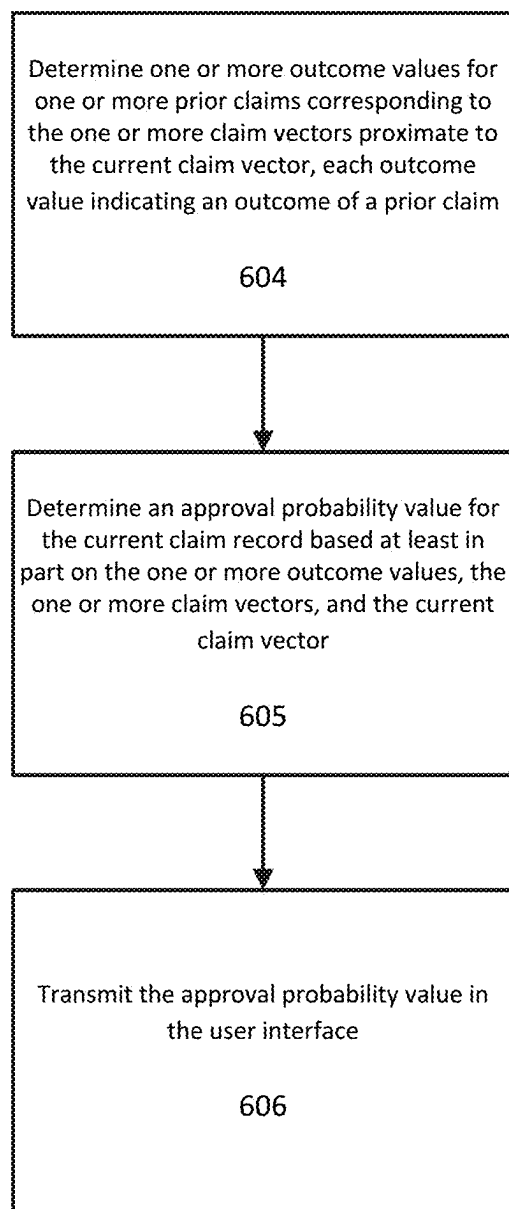 Determine one or more outcome values for
one or more prior claims corresponding to
the one or more claim vectors proximate to
the current claim vector, each outcome
value indicating an outcome of a prior claim
604
Determine an approval probability value for
the current claim record based at least in
part on the one or more outcome values, the
one or more claim vectors, and the current
claim vector
605
Transmit the approval probability value in
the user interface
606